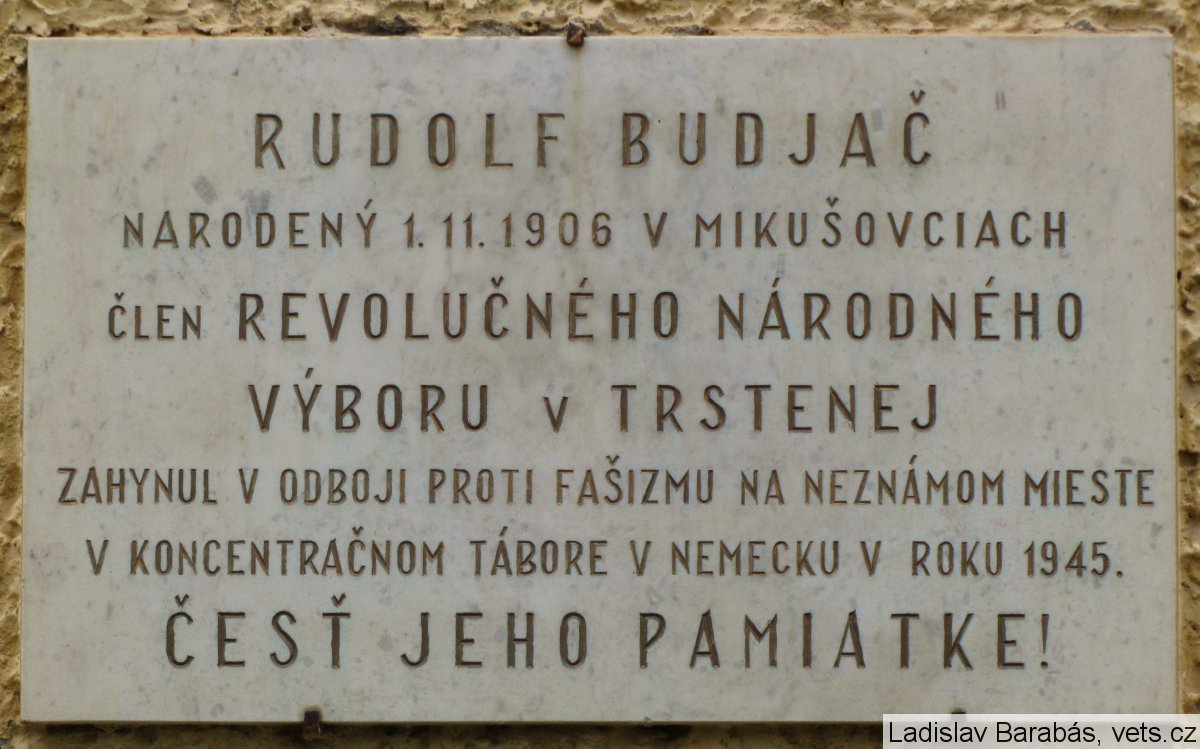 RUDOLF BUDJAČ
NARODENÝ 1. 11. 1906 V MIKUŠOVCIACH
ČLEN REVOLUČNÉHO NÁRODNÉHO
VÝBORU V TRSTENEJ
ZAHYNUL V ODBOJI PROTI FAŠIZMU NA NEZNÁMOM MIESTE
V KONCENTRAČNOM TÁBORE V NEMECKU V ROKU 1945.
ČESŤ JEHO PAMIATKE!
Ladislav Barabás, vets.cz